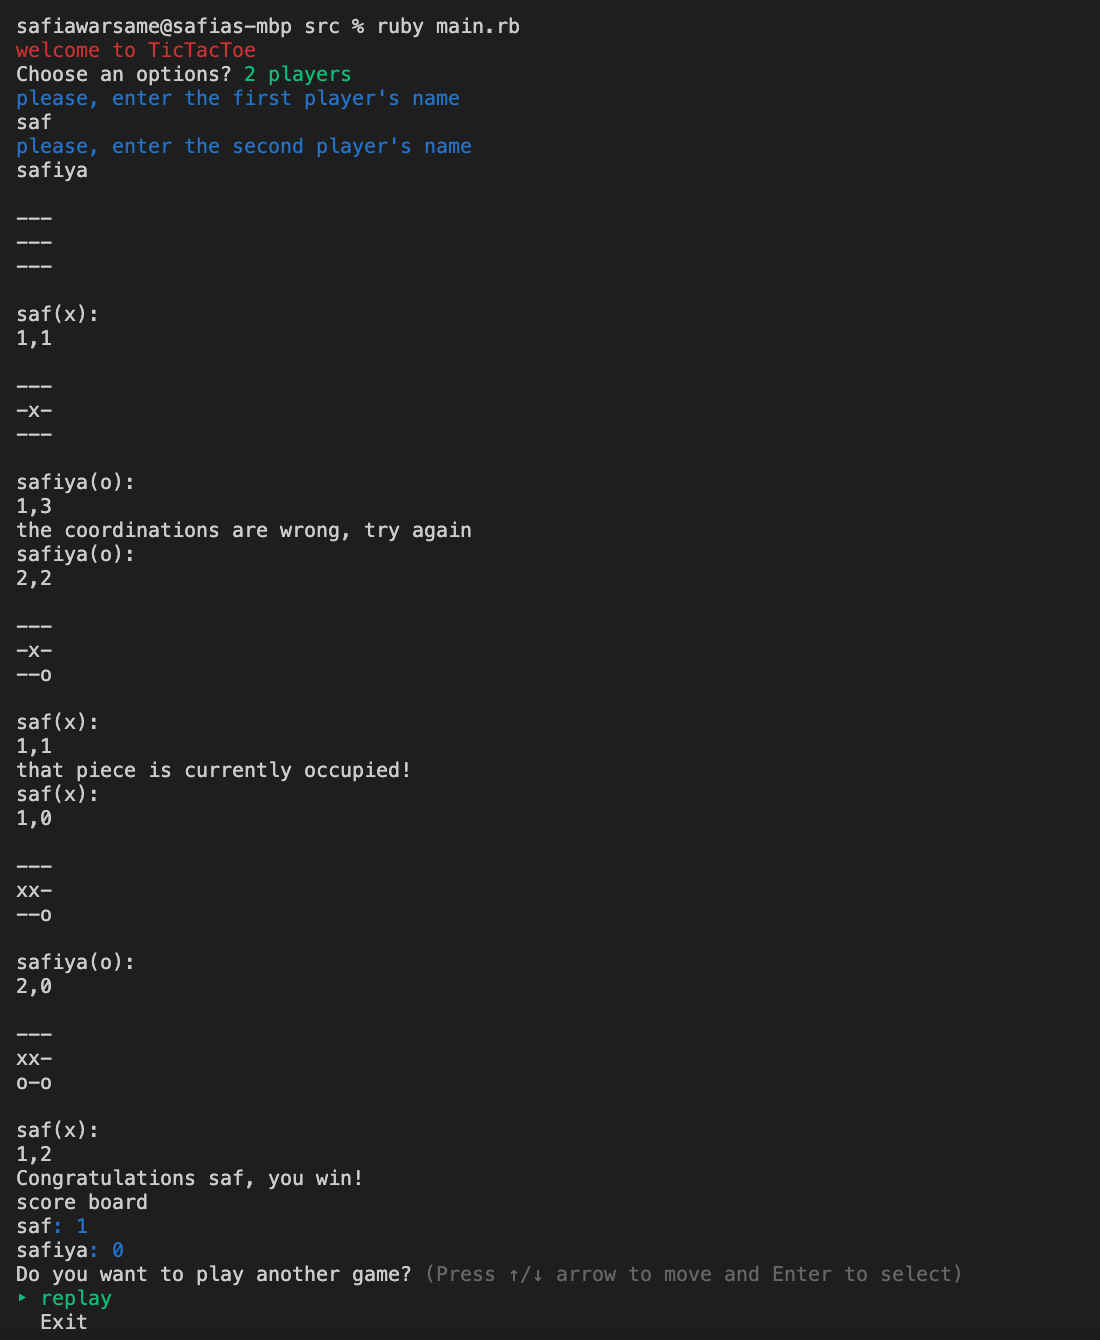 safiawarsame@safias-mbp src % ruby main.rb
welcome to TicTacToe
Choose an options? 2 players
please, enter the first player's name
saf
please, enter the second player's name
safiya
---
---
---
saf(x):
1,1
---
-x-
---
safiya(o):
1,3
the coordinations are wrong, try again
safiya(o):
2,2
---
-x-
--o
saf(x):
1,1
that piece is currently occupied!
saf(x):
1,0
---
xx-
--o
safiya(o):
2,0
---
xx-
o-o
saf(x):
1,2
Congratulations saf, you win!
score board
saf: 1
safiya: 0
Do you want to play another game? (Press ↑/↓ arrow to move and Enter to select)
‣ replay
Exit